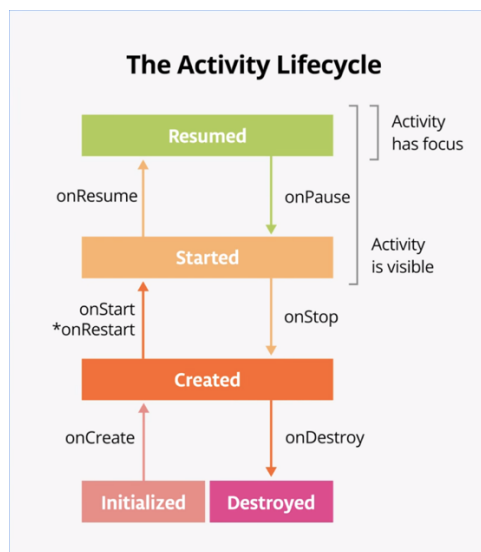 The Activity Lifecycle
Resumed
Activity
has focus
onResume
onPause
Started
Activity
is visible
onStart
*onRestart
onStop
Created
onCreate
onDestroy
Initialized
Destroyed